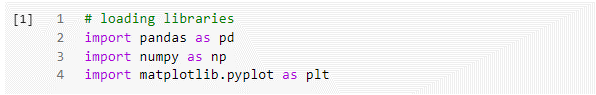 [1] 1 # loading libraries
2 import pandas as pd
3 import numpy as np
4 import matplotlib.pyplot as plt